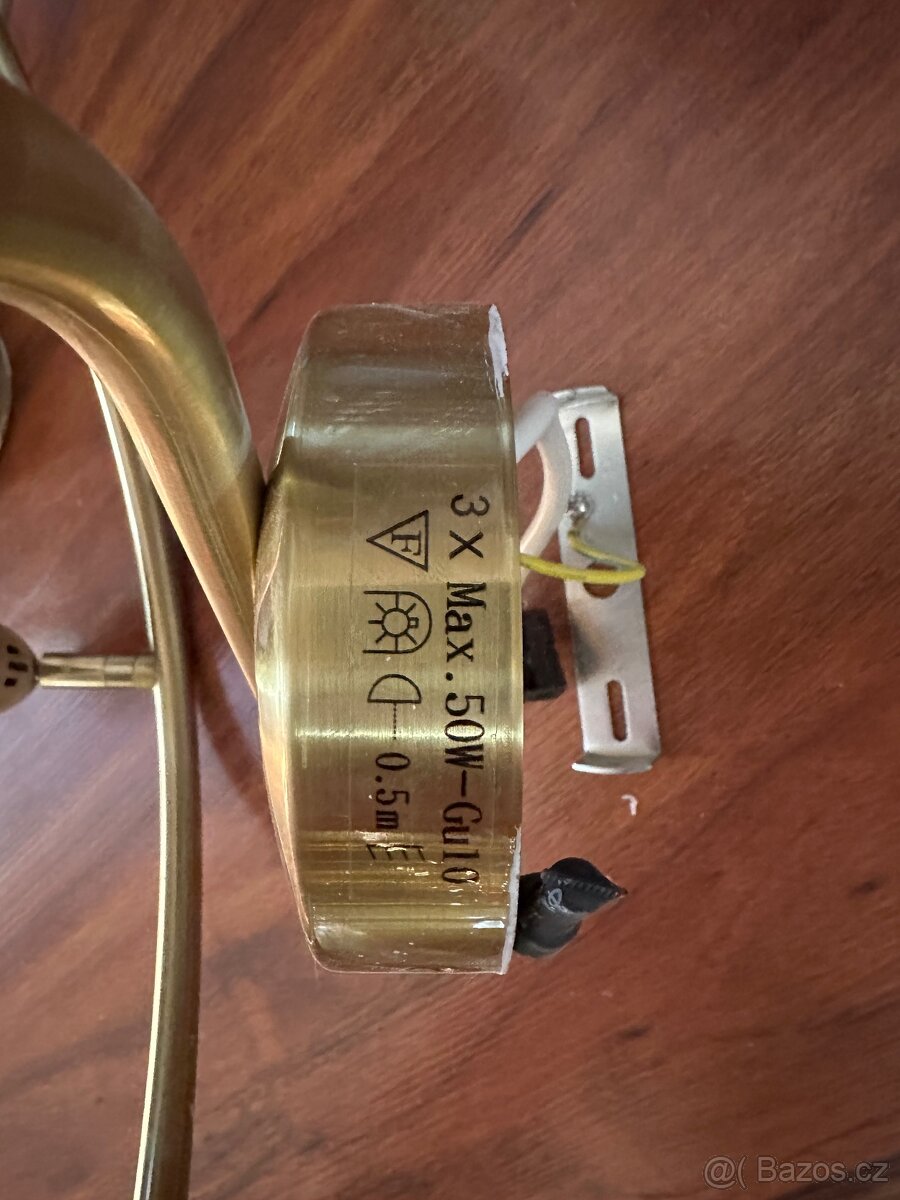 3 x Max.50W-Gu10
F 0.5m E
@( Bazos.cz